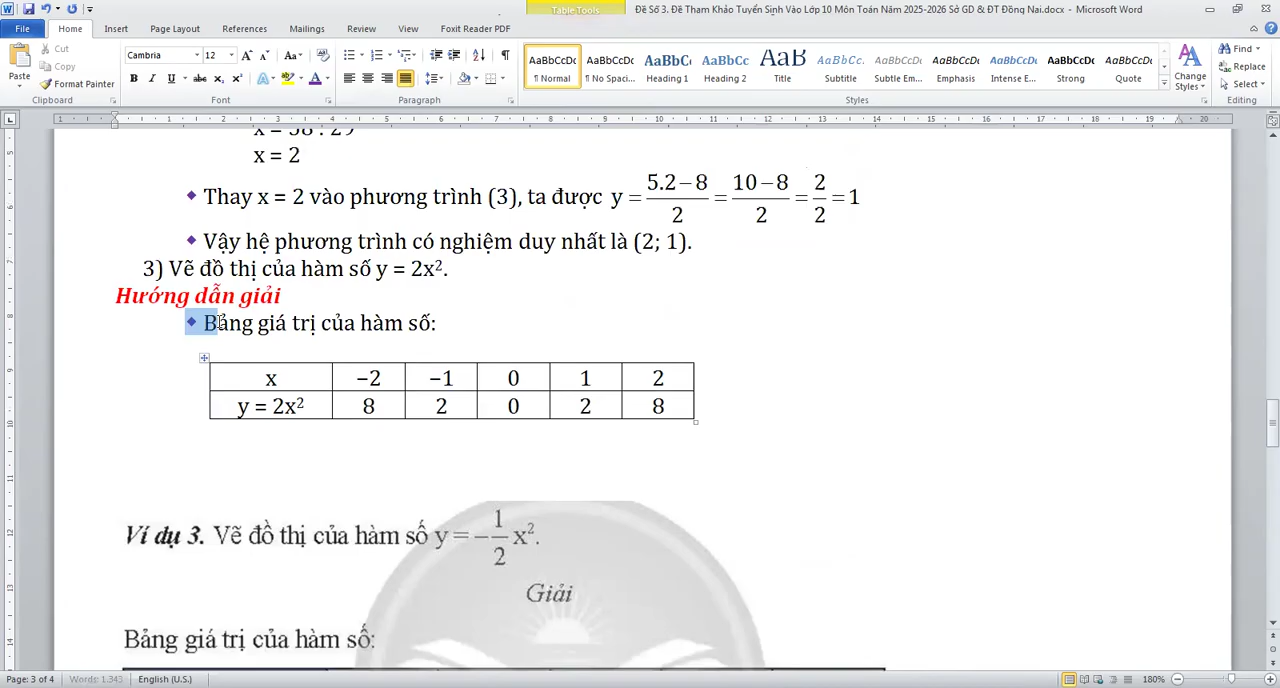 Table Tools
Đề Số 3. Đề Tham Khảo Tuyển Sinh Vào Lớp 10 Môn Toán Năm 2025-2026 Sở GD & ĐT Đồng Nai.docx - Microsoft Word
File Home Insert Page Layout References Mailings Review View Foxit Reader PDF Design Layout
Cut
Copy
Format Painter
Paste
Clipboard
Cambria 12
Font
Paragraph
AaBbCcDc AaBbCcDc AaBbC AaBbCc AaB AaBbCc. AaBbCcDc AaBbCcDc AaBbCcDc AaBbCcDc AaBbCcDc
¶ Normal ¶ No Spaci... Heading 1 Heading 2 Title Subtitle Subtle Em... Emphasis Intense E... Strong Quote
Change Styles
Styles
Find
Replace
Select
Editing
x = 58 : 29
x = 2
Thay x = 2 vào phương trình (3), ta được y = (5.2 − 8)/2 = (10 − 8)/2 = 2/2 = 1
Vậy hệ phương trình có nghiệm duy nhất là (2; 1).
3) Vẽ đồ thị của hàm số y = 2x².
Hướng dẫn giải
Bảng giá trị của hàm số:
x −2 −1 0 1 2
y = 2x² 8 2 0 2 8
Ví dụ 3. Vẽ đồ thị của hàm số y = −1/2 x².
Giải
Bảng giá trị của hàm số:
Page: 3 of 4 Words: 1.343 English (U.S.) 180%